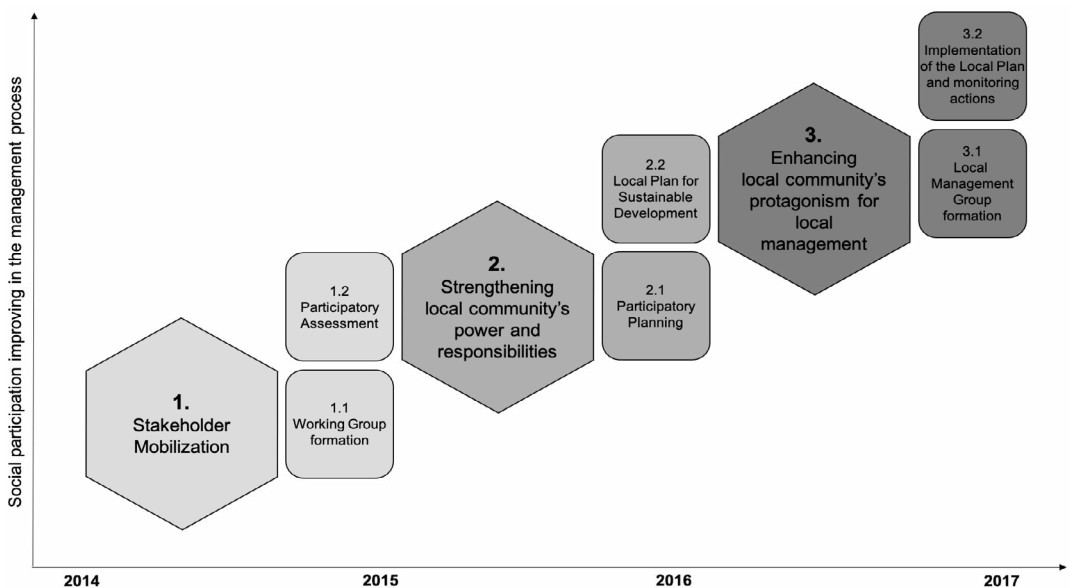 Social participation improving in the management process
1.
Stakeholder
Mobilization
1.2
Participatory
Assessment
1.1
Working Group
formation
2.
Strengthening
local community's
power and
responsibilities
2.2
Local Plan for
Sustainable
Development
2.1
Participatory
Planning
3.
Enhancing
local community's
protagonism for
local
management
3.2
Implementation
of the Local Plan
and monitoring
actions
3.1
Local
Management
Group
formation
2014
2015
2016
2017